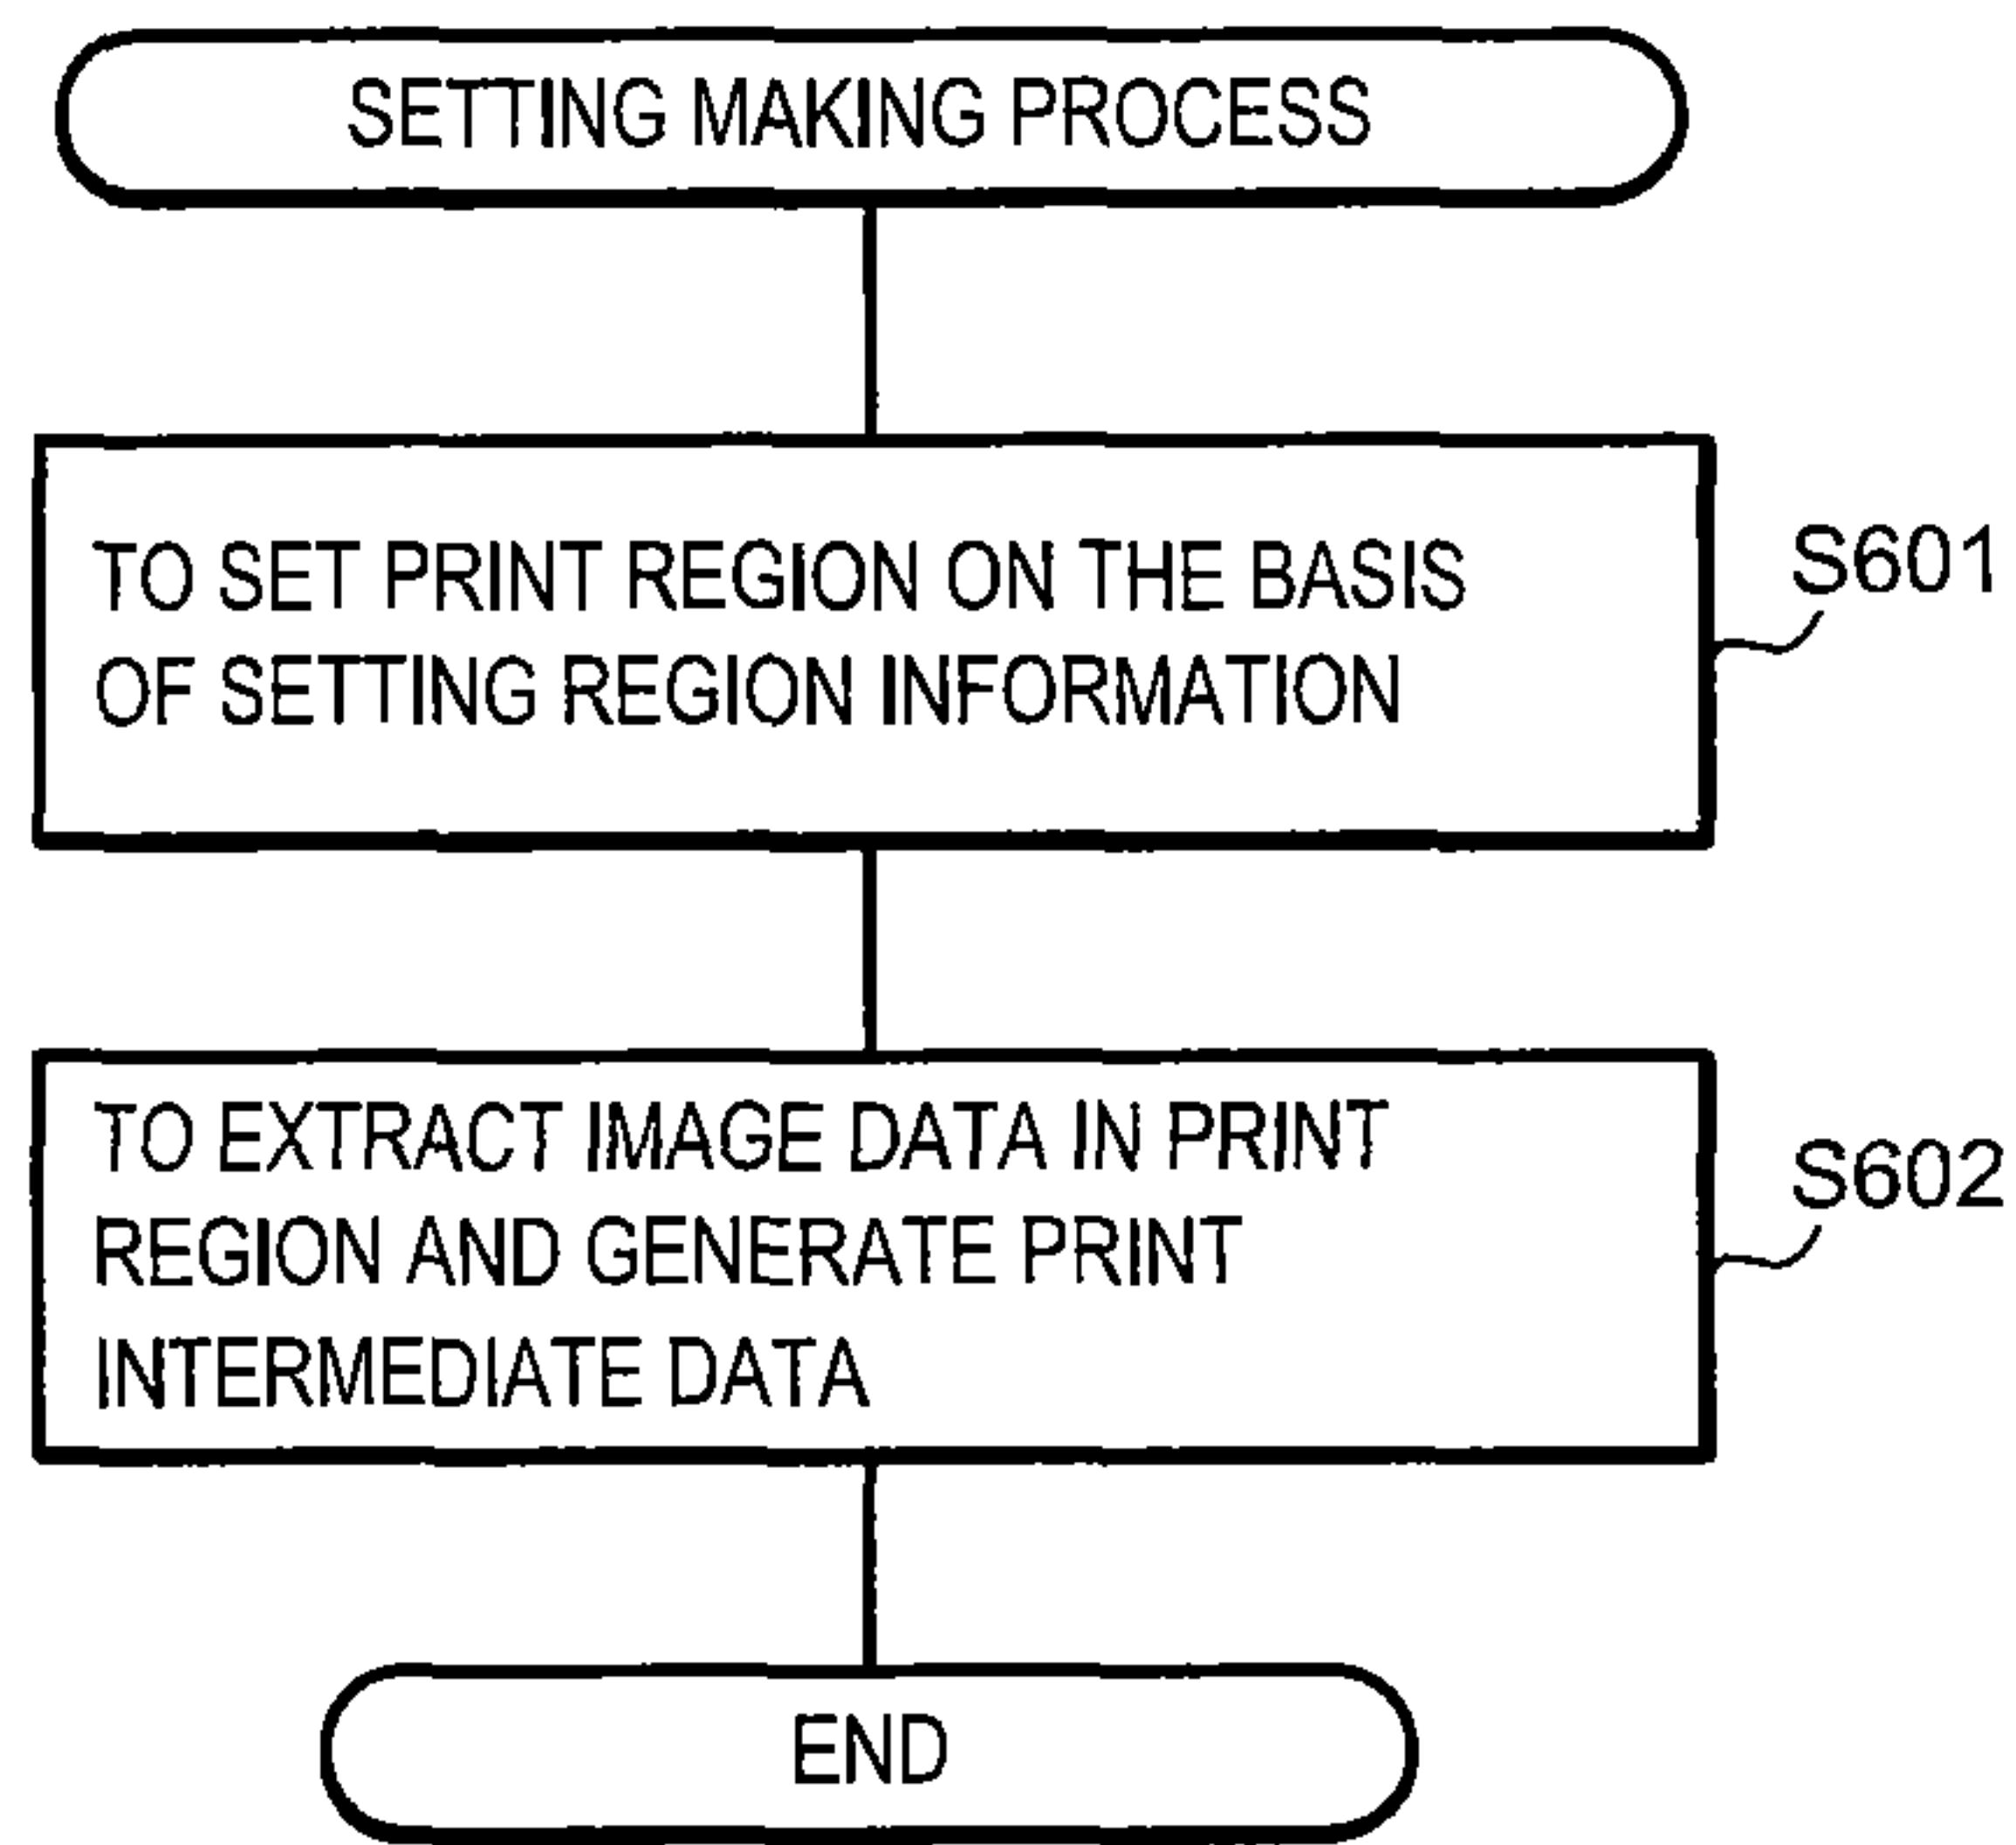 SETTING MAKING PROCESS
TO SET PRINT REGION ON THE BASIS
OF SETTING REGION INFORMATION
S601
TO EXTRACT IMAGE DATA IN PRINT
REGION AND GENERATE PRINT
INTERMEDIATE DATA
S602
END